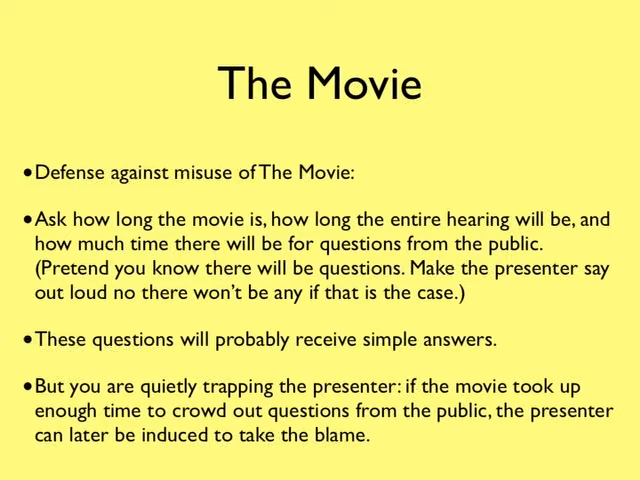 The Movie
•Defense against misuse of The Movie:
•Ask how long the movie is, how long the entire hearing will be, and
how much time there will be for questions from the public.
(Pretend you know there will be questions. Make the presenter say
out loud no there won't be any if that is the case.)
•These questions will probably receive simple answers.
•But you are quietly trapping the presenter: if the movie took up
enough time to crowd out questions from the public, the presenter
can later be induced to take the blame.